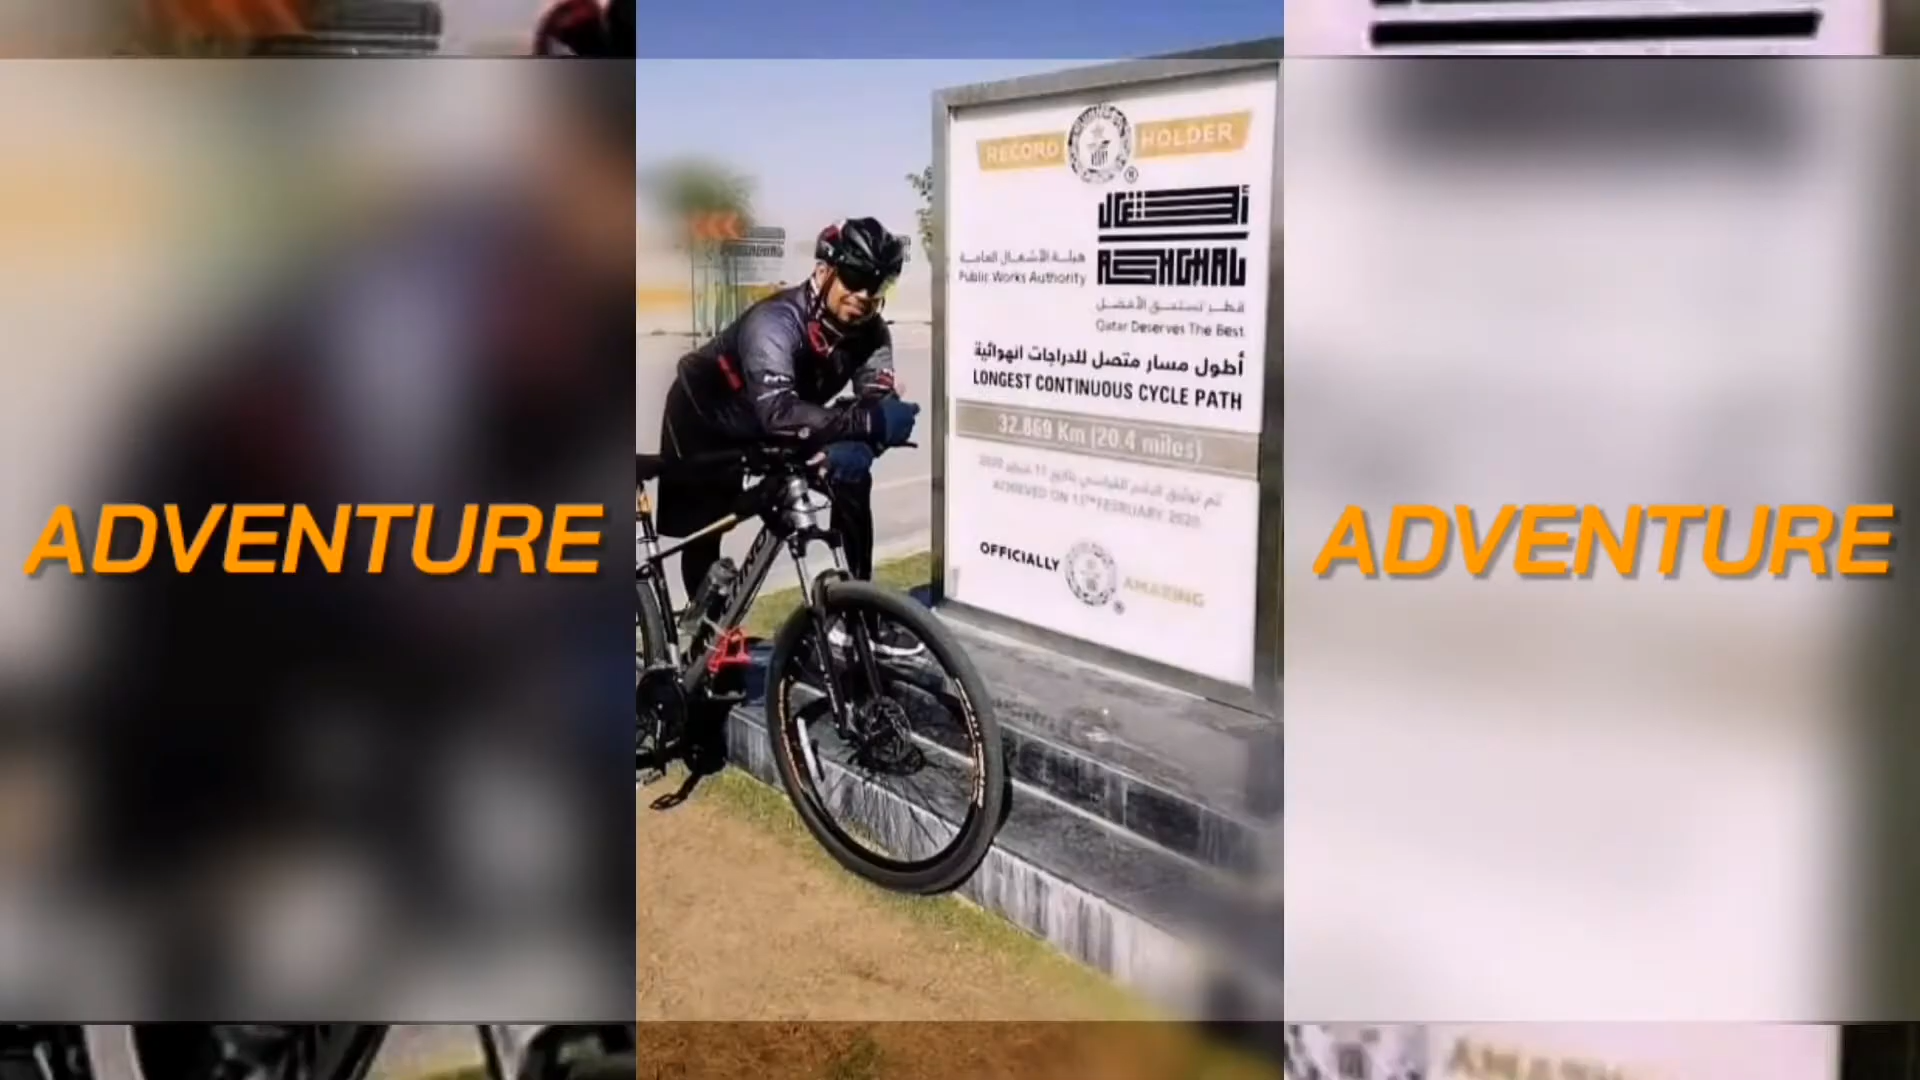 RECORD HOLDER
أشغال
ASHGHAL
هيئة الأشغال العامة
Public Works Authority
قطر تستحق الأفضل
Qatar Deserves The Best
أطول مسار متصل للدراجات الهوائية
LONGEST CONTINUOUS CYCLE PATH
32.869 Km (20.4 miles)
ACHIEVED ON FEBRUARY 2020
OFFICIALLY AMAZING
ADVENTURE
ADVENTURE